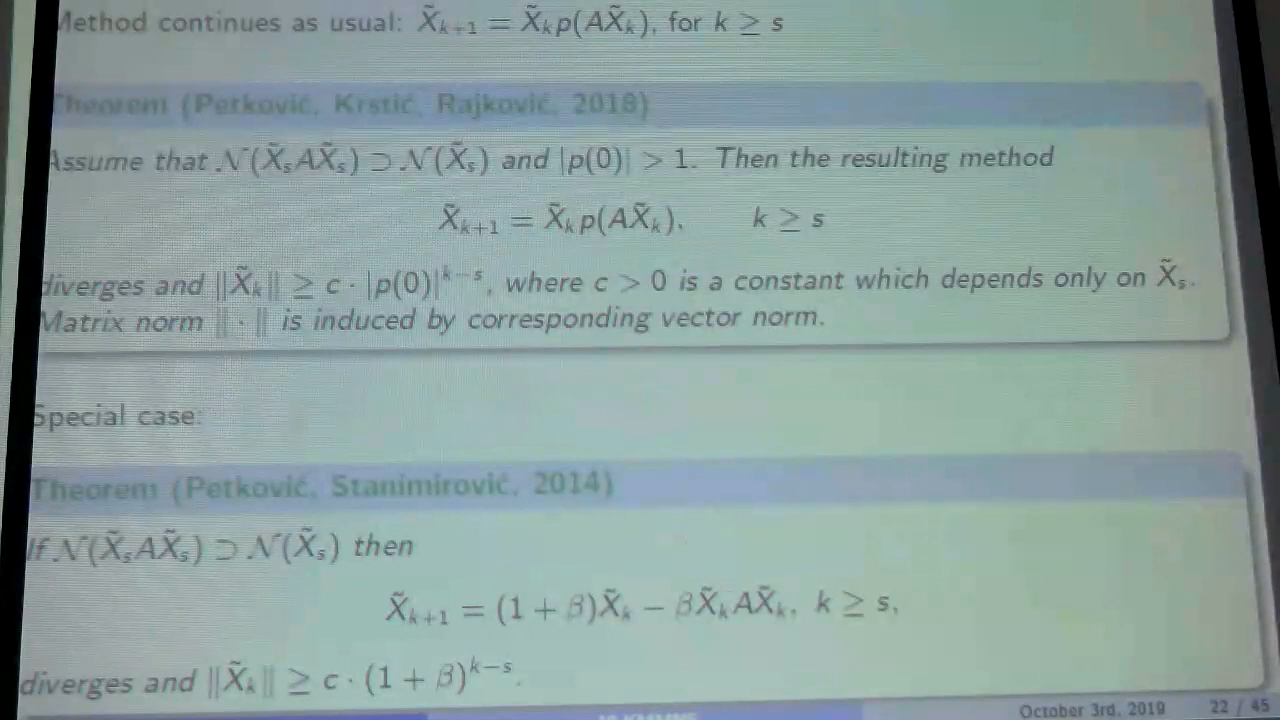 Method continues as usual: X̃ₖ₊₁ = X̃ₖp(AX̃ₖ), for k ≥ s
Theorem (Petković, Krstić, Rajković, 2018)
Assume that 𝒩(X̃ₛAX̃ₛ) ⊃ 𝒩(X̃ₛ) and |p(0)| > 1. Then the resulting method
X̃ₖ₊₁ = X̃ₖp(AX̃ₖ), k ≥ s
diverges and ‖X̃ₖ‖ ≥ c · |p(0)|ᵏ⁻ˢ, where c > 0 is a constant which depends only on X̃ₛ.
Matrix norm ‖ · ‖ is induced by corresponding vector norm.
Special case:
Theorem (Petković, Stanimirović, 2014)
If 𝒩(X̃ₛAX̃ₛ) ⊃ 𝒩(X̃ₛ) then
X̃ₖ₊₁ = (1 + β)X̃ₖ − βX̃ₖAX̃ₖ, k ≥ s,
diverges and ‖X̃ₖ‖ ≥ c · (1 + β)ᵏ⁻ˢ.
October 3rd, 2019 22 / 45